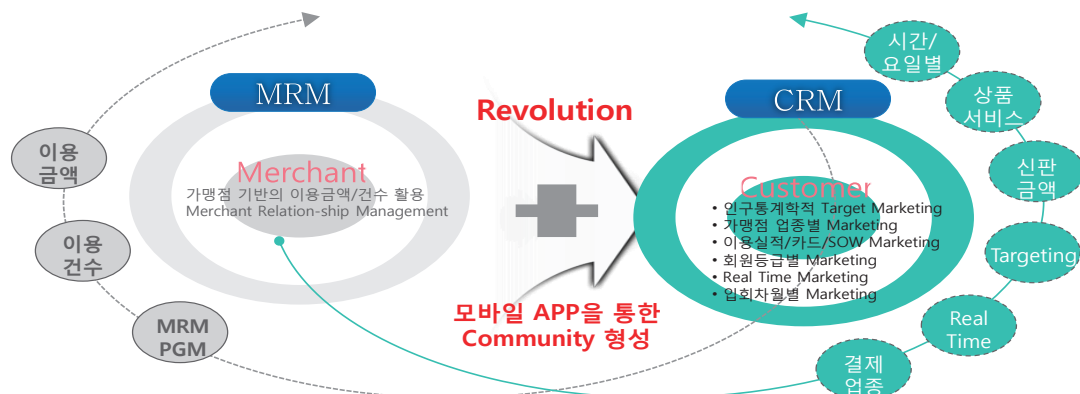 MRM
이용
금액
이용
건수
MRM
PGM
Merchant
가맹점 기반의 이용금액/건수 활용
Merchant Relation-ship Management
Revolution
모바일 APP을 통한
Community 형성
CRM
Customer
• 인구통계학적 Target Marketing
• 가맹점 업종별 Marketing
• 이용실적/카드/SOW Marketing
• 회원등급별 Marketing
• Real Time Marketing
• 입회차월별 Marketing
시간/
요일별
상품
서비스
신판
금액
Targeting
Real
Time
결제
업종